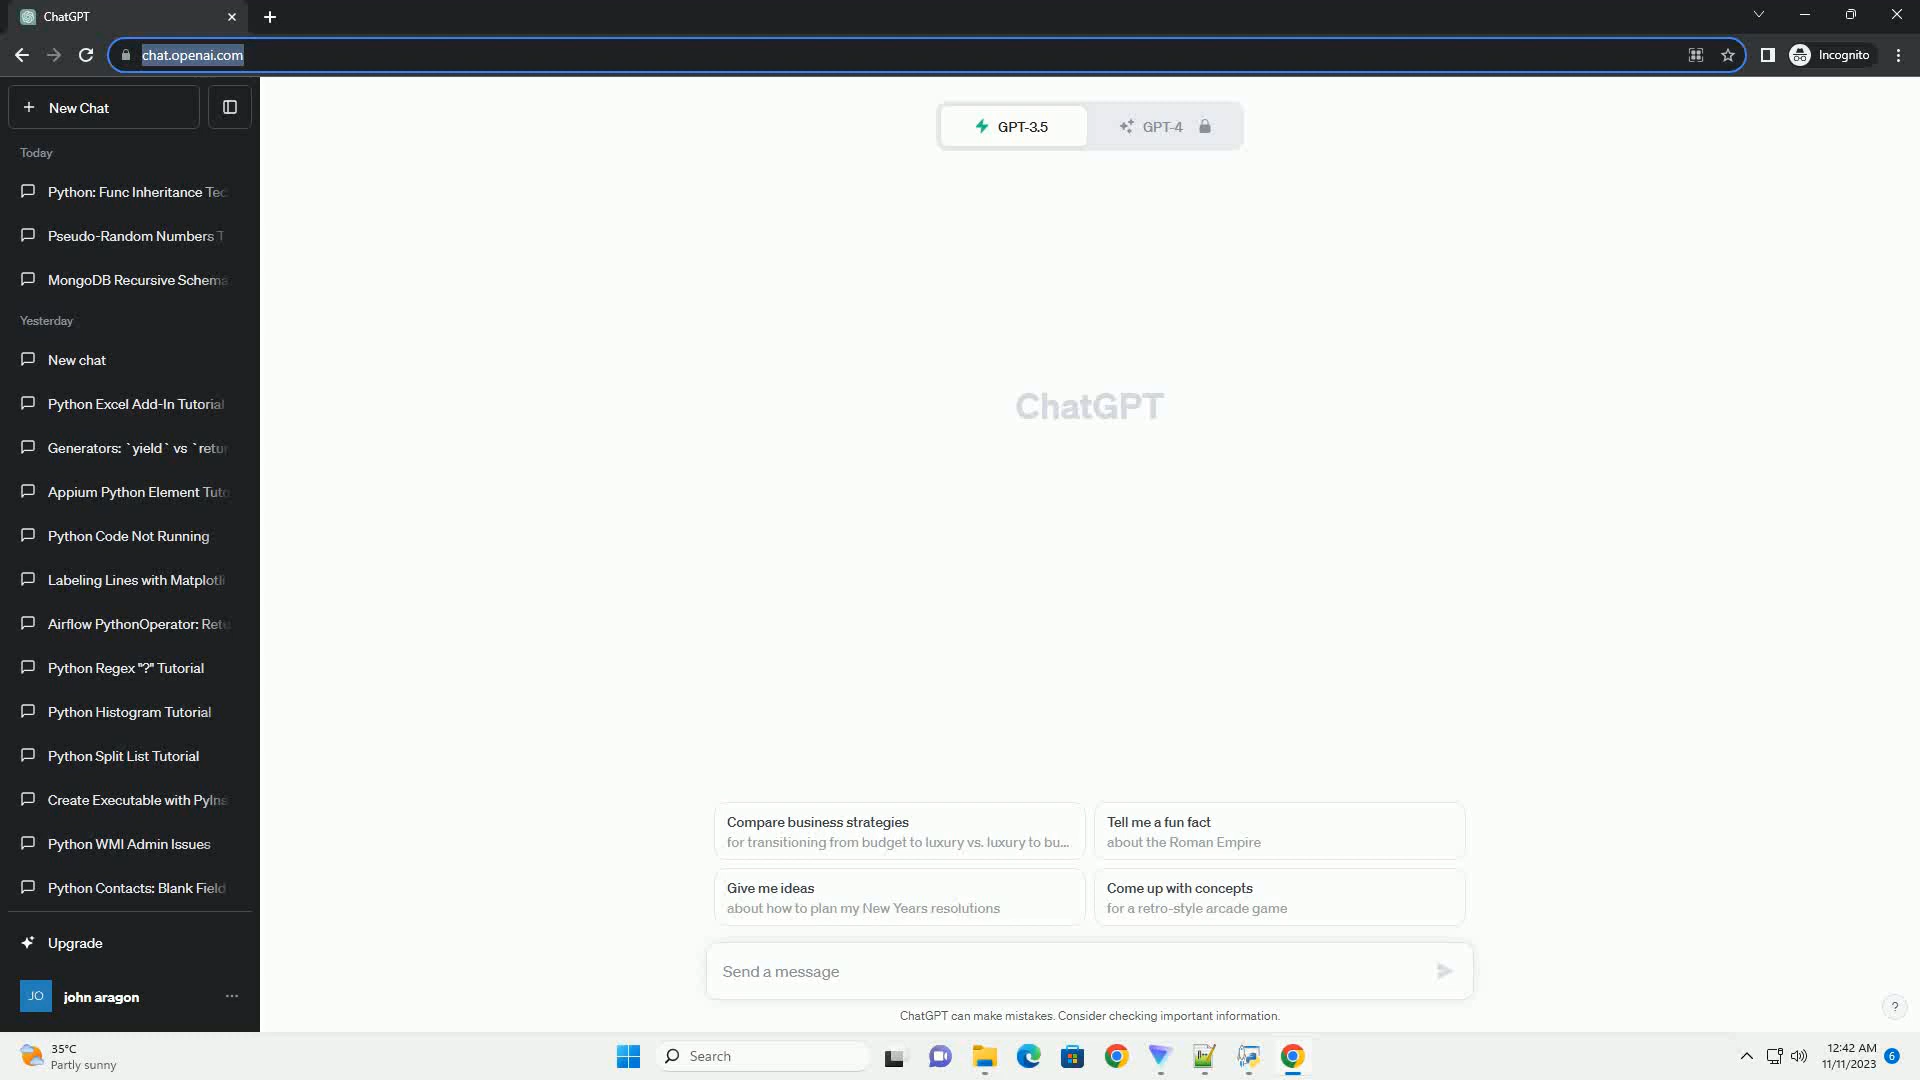 ChatGPT
chat.openai.com
Incognito
New Chat
Today
Python: Func Inheritance Tec
Pseudo-Random Numbers T
MongoDB Recursive Schema
Yesterday
New chat
Python Excel Add-In Tutorial
Generators: `yield` vs `retur
Appium Python Element Tuto
Python Code Not Running
Labeling Lines with Matplotli
Airflow PythonOperator: Retu
Python Regex "?" Tutorial
Python Histogram Tutorial
Python Split List Tutorial
Create Executable with PyIns
Python WMI Admin Issues
Python Contacts: Blank Field
Upgrade
JO
john aragon
GPT-3.5
GPT-4
ChatGPT
Compare business strategies
for transitioning from budget to luxury vs. luxury to bu...
Tell me a fun fact
about the Roman Empire
Give me ideas
about how to plan my New Years resolutions
Come up with concepts
for a retro-style arcade game
Send a message
ChatGPT can make mistakes. Consider checking important information.
?
35°C
Partly sunny
Search
12:42 AM
11/11/2023
6